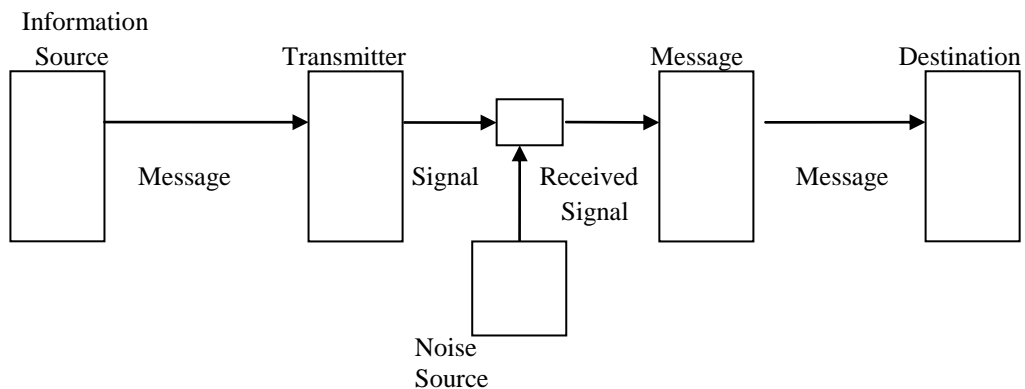 Information
Source
Transmitter
Message
Destination
Message
Signal
Received
Signal
Message
Noise
Source